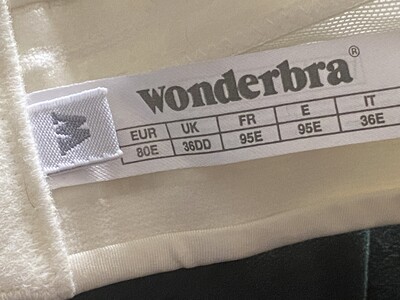 Wonderbra®
W
EUR UK FR E IT
80E 36DD 95E 95E 36E